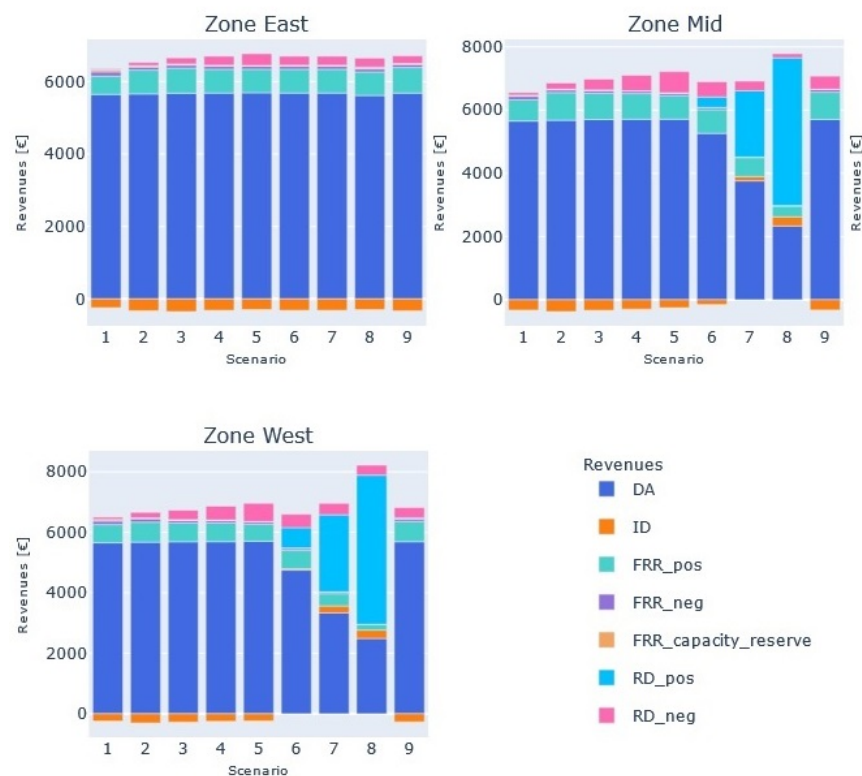 Zone East
Revenues [€]
6000
4000
2000
0
1 2 3 4 5 6 7 8 9
Scenario
Zone Mid
Revenues [€]
8000
6000
4000
2000
0
1 2 3 4 5 6 7 8 9
Scenario
Revenues [€]
Zone West
Revenues [€]
8000
6000
4000
2000
0
1 2 3 4 5 6 7 8 9
Scenario
Revenues
DA
ID
FRR_pos
FRR_neg
FRR_capacity_reserve
RD_pos
RD_neg